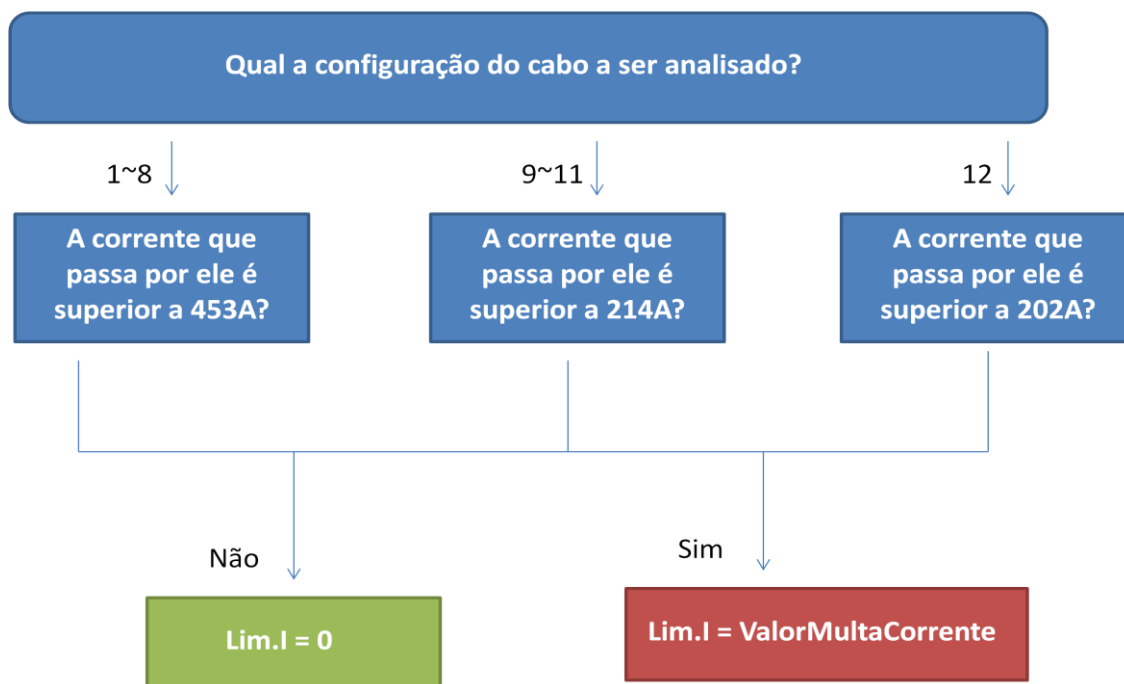 Qual a configuração do cabo a ser analisado?
1~8
9~11
12
A corrente que
passa por ele é
superior a 453A?
A corrente que
passa por ele é
superior a 214A?
A corrente que
passa por ele é
superior a 202A?
Não
Sim
Lim.I = 0
Lim.I = ValorMultaCorrente